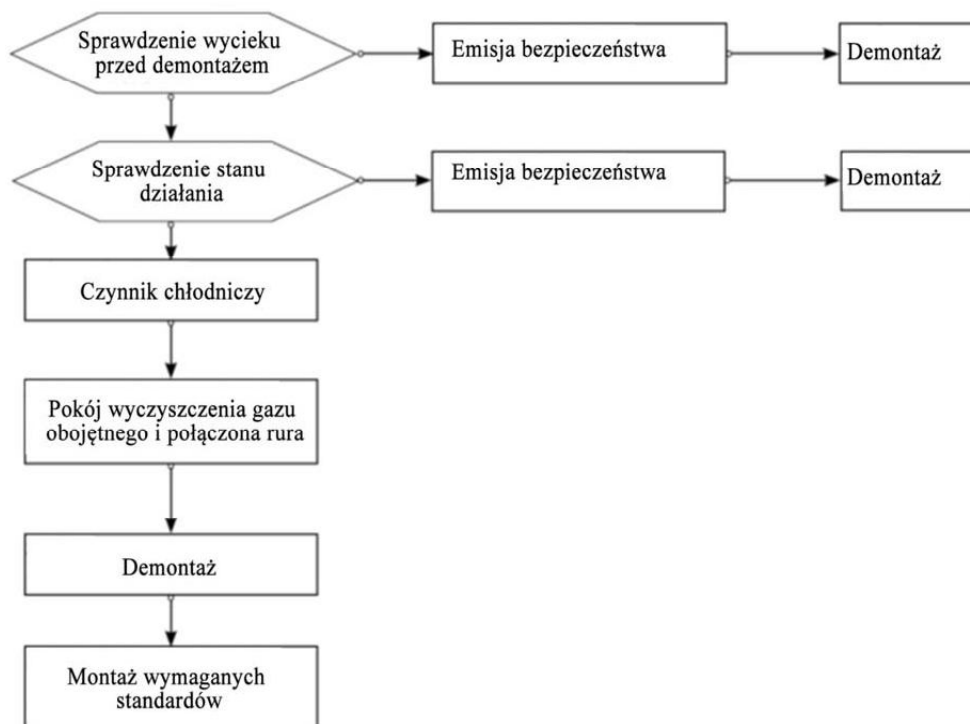 Sprawdzenie wycieku
przed demontażem
Emisja bezpieczeństwa
Demontaż
Sprawdzenie stanu
działania
Emisja bezpieczeństwa
Demontaż
Czynnik chłodniczy
Pokój wyczyszczenia gazu
obojętnego i połączona rura
Demontaż
Montaż wymaganych
standardów